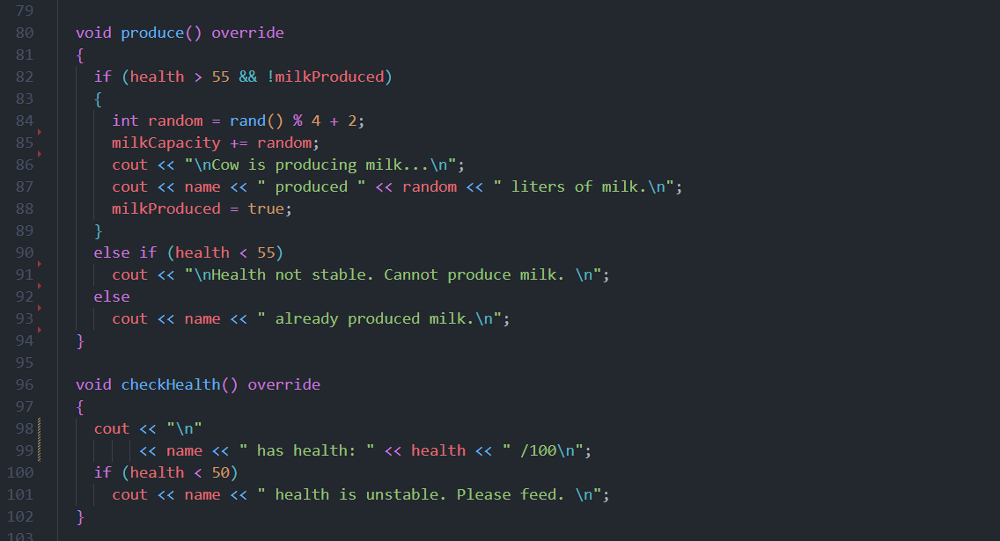 79
80 void produce() override
81 {
82 if (health > 55 && !milkProduced)
83 {
84 int random = rand() % 4 + 2;
85 milkCapacity += random;
86 cout << "\nCow is producing milk...\n";
87 cout << name << " produced " << random << " liters of milk.\n";
88 milkProduced = true;
89 }
90 else if (health < 55)
91 cout << "\nHealth not stable. Cannot produce milk. \n";
92 else
93 cout << name << " already produced milk.\n";
94 }
95
96 void checkHealth() override
97 {
98 cout << "\n"
99 << name << " has health: " << health << " /100\n";
100 if (health < 50)
101 cout << name << " health is unstable. Please feed. \n";
102 }
103